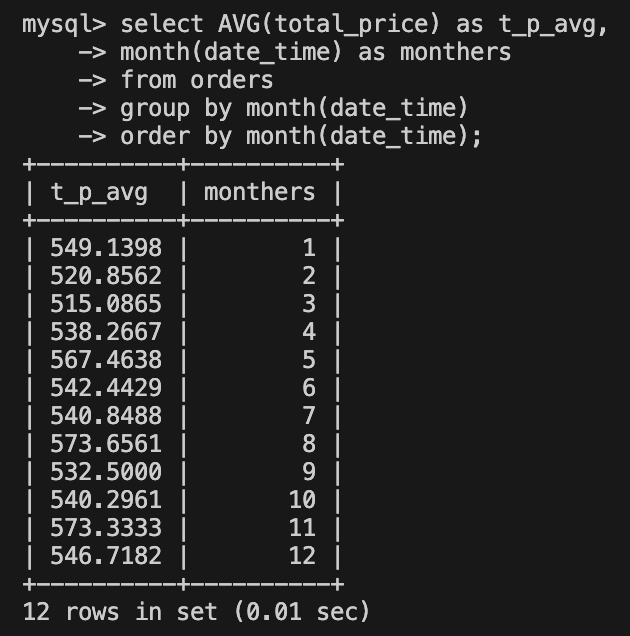 mysql> select AVG(total_price) as t_p_avg,
    -> month(date_time) as monthers
    -> from orders
    -> group by month(date_time)
    -> order by month(date_time);
+----------+----------+
| t_p_avg  | monthers |
+----------+----------+
| 549.1398 |        1 |
| 520.8562 |        2 |
| 515.0865 |        3 |
| 538.2667 |        4 |
| 567.4638 |        5 |
| 542.4429 |        6 |
| 540.8488 |        7 |
| 573.6561 |        8 |
| 532.5000 |        9 |
| 540.2961 |       10 |
| 573.3333 |       11 |
| 546.7182 |       12 |
+----------+----------+
12 rows in set (0.01 sec)